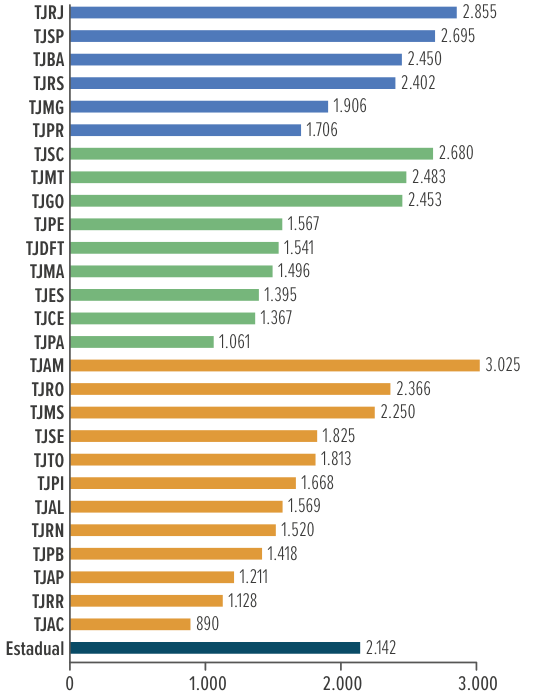 TJRJ 2.855
TJSP 2.695
TJBA 2.450
TJRS 2.402
TJMG 1.906
TJPR 1.706
TJSC 2.680
TJMT 2.483
TJGO 2.453
TJPE 1.567
TJDFT 1.541
TJMA 1.496
TJES 1.395
TJCE 1.367
TJPA 1.061
TJAM 3.025
TJRO 2.366
TJMS 2.250
TJSE 1.825
TJTO 1.813
TJPI 1.668
TJAL 1.569
TJRN 1.520
TJPB 1.418
TJAP 1.211
TJRR 1.128
TJAC 890
Estadual 2.142
0 1.000 2.000 3.000